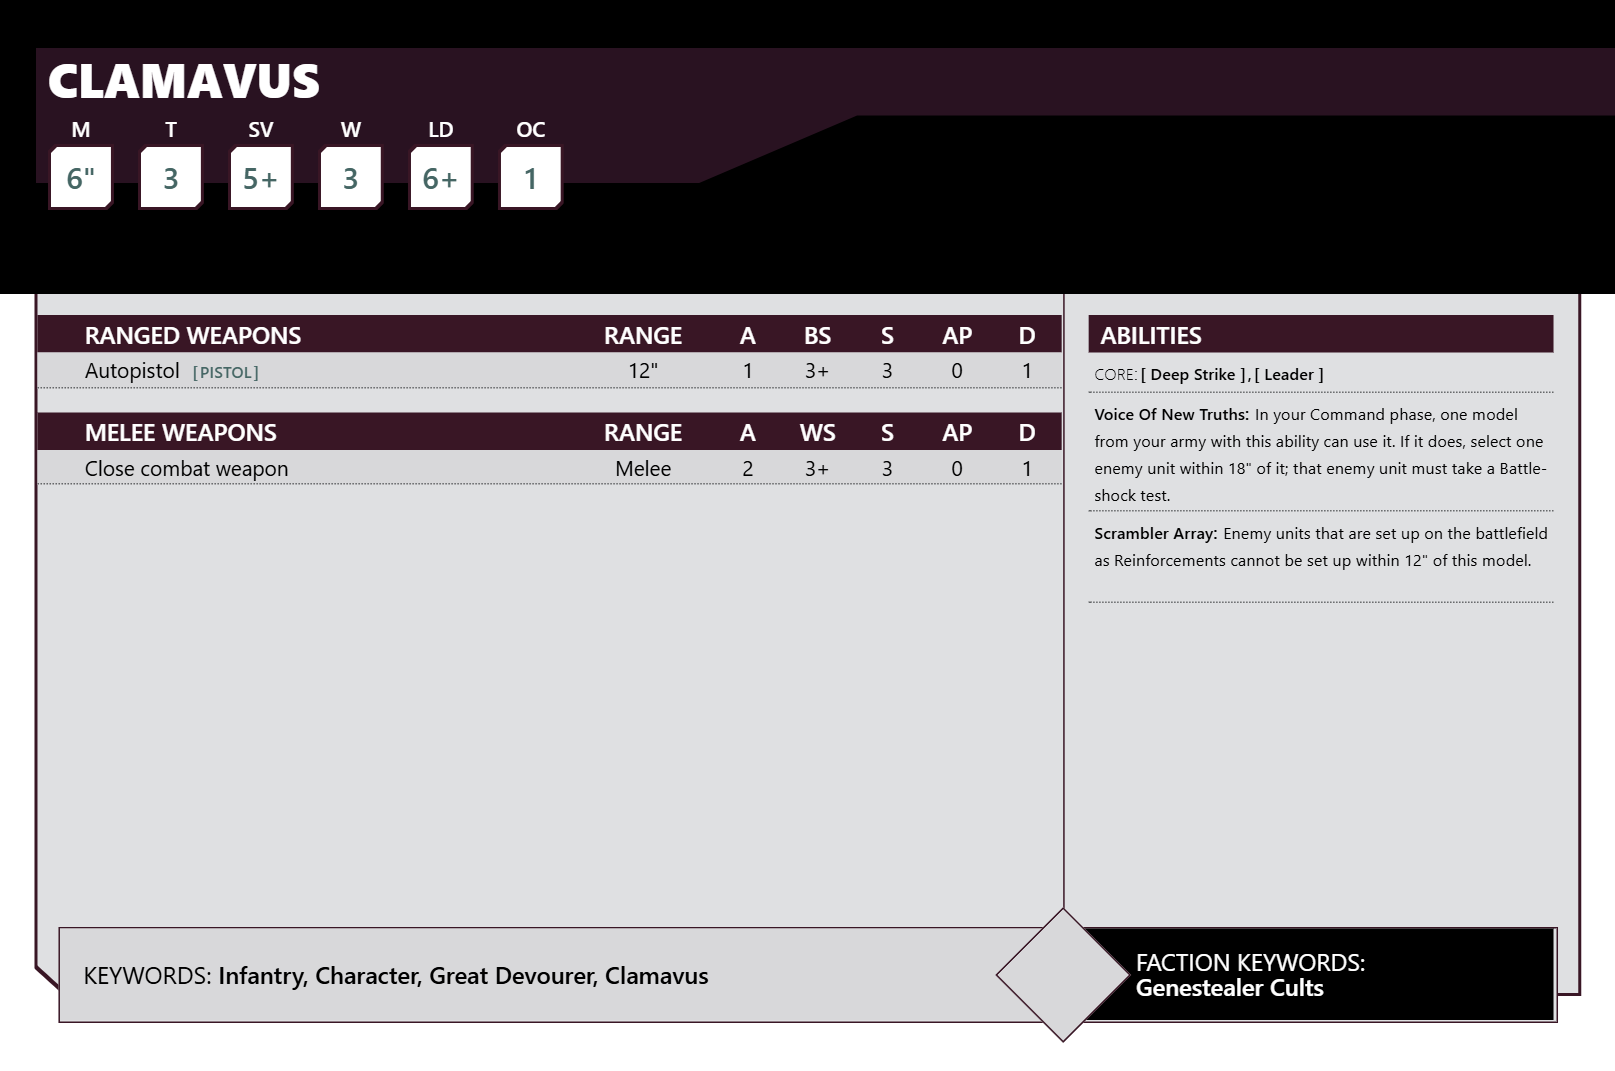 CLAMAVUS
M T SV W LD OC
6" 3 5+ 3 6+ 1
RANGED WEAPONS RANGE A BS S AP D
Autopistol [PISTOL] 12" 1 3+ 3 0 1
MELEE WEAPONS RANGE A WS S AP D
Close combat weapon Melee 2 3+ 3 0 1
ABILITIES
CORE: [ Deep Strike ] , [ Leader ]
Voice Of New Truths: In your Command phase, one model
from your army with this ability can use it. If it does, select one
enemy unit within 18" of it; that enemy unit must take a Battle-
shock test.
Scrambler Array: Enemy units that are set up on the battlefield
as Reinforcements cannot be set up within 12" of this model.
KEYWORDS: Infantry, Character, Great Devourer, Clamavus
FACTION KEYWORDS:
Genestealer Cults